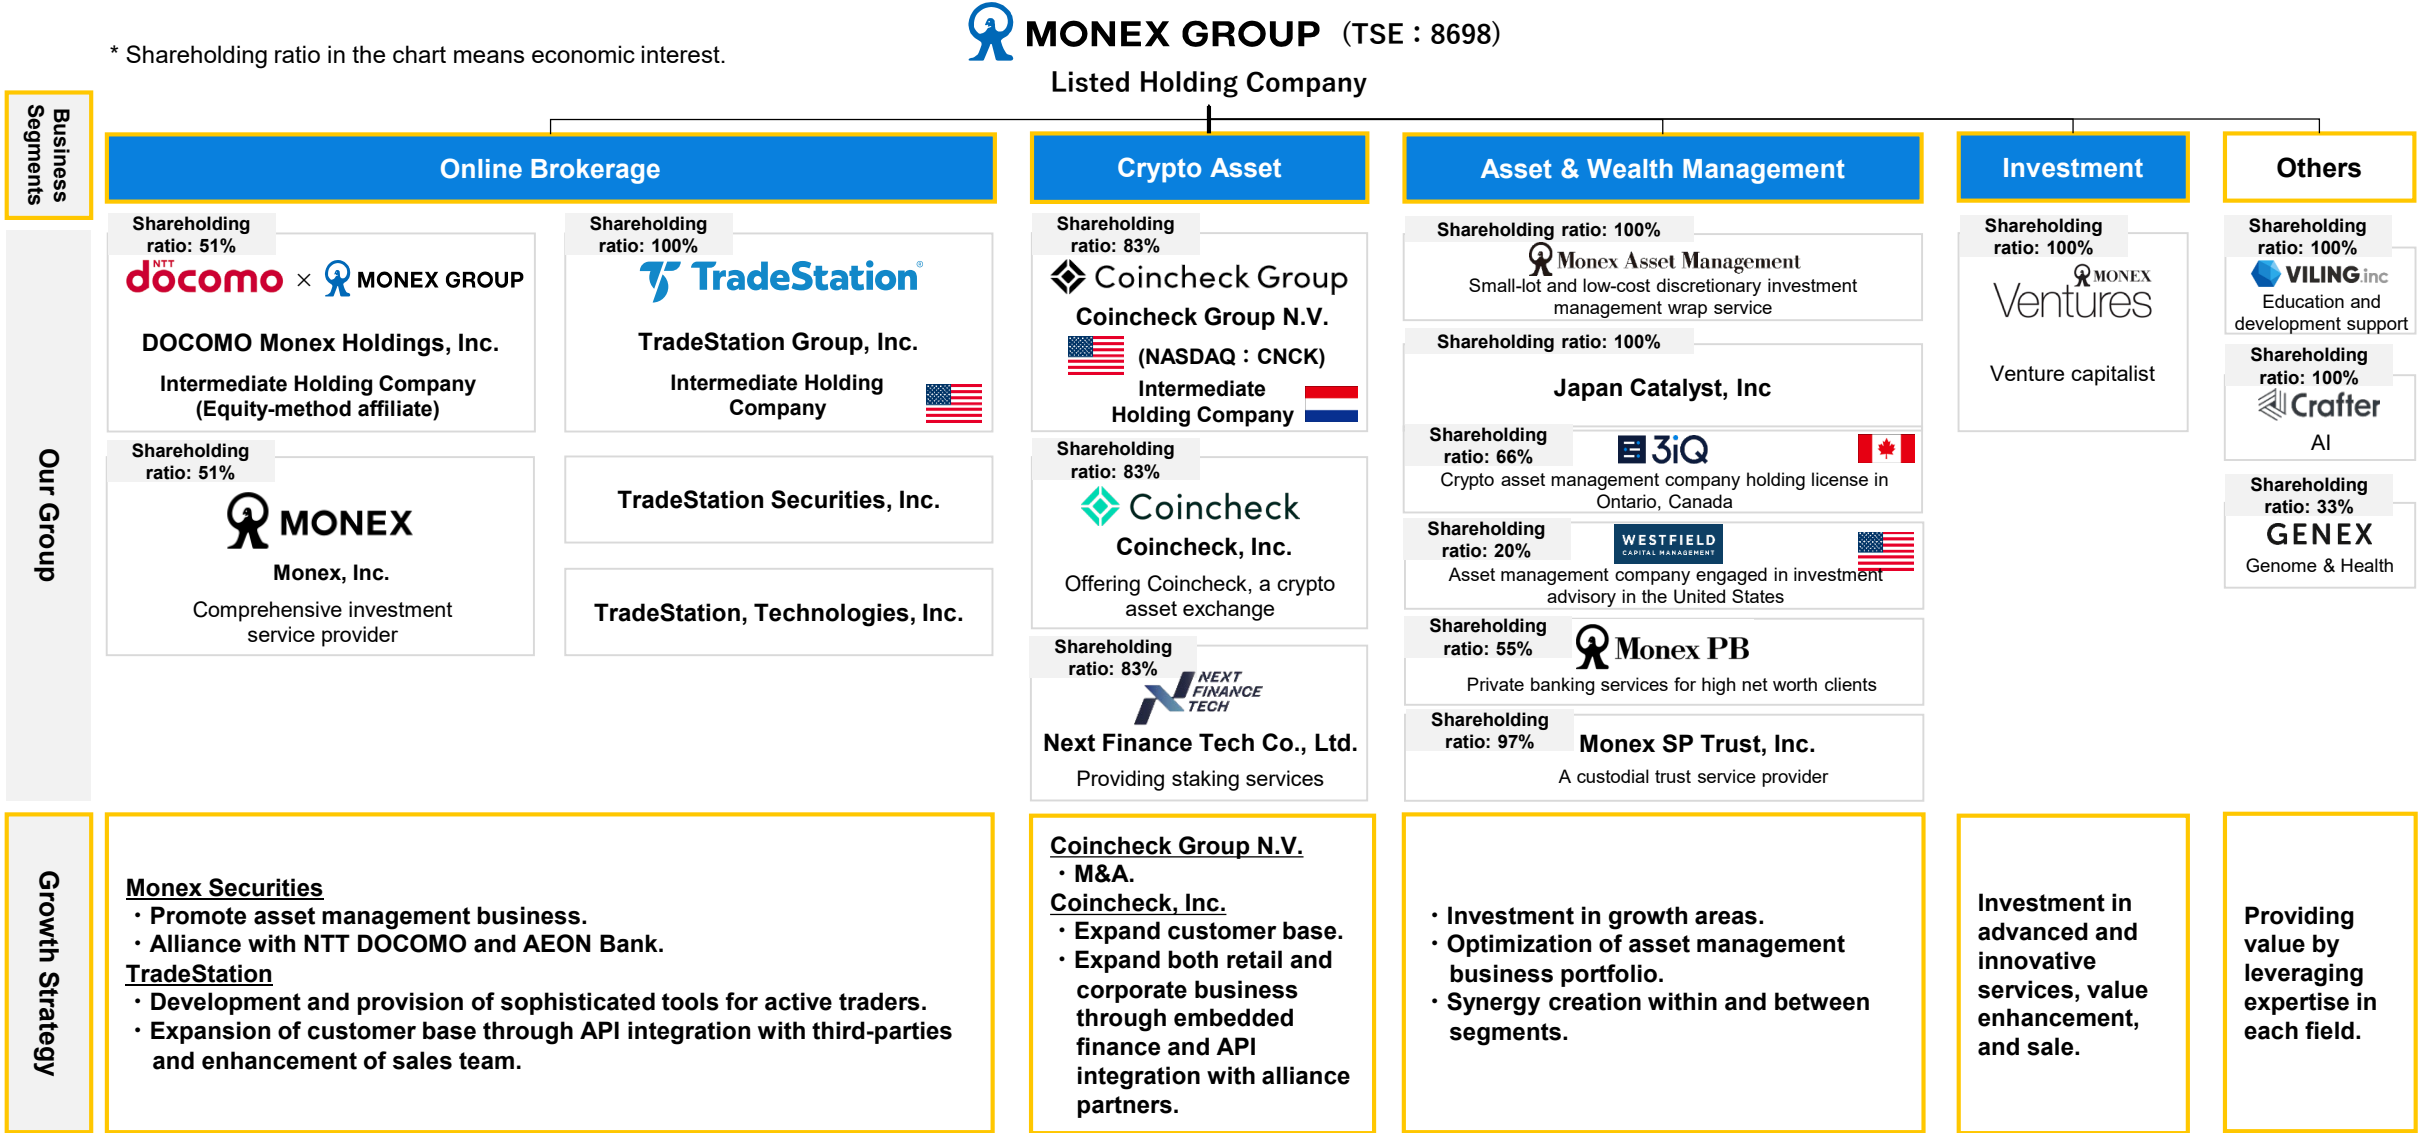 MONEX GROUP (TSE：8698)
* Shareholding ratio in the chart means economic interest.
Listed Holding Company
Business
Segments
Online Brokerage
Crypto Asset
Asset & Wealth Management
Investment
Others
Our Group
Shareholding
ratio: 51%
NTT
döcomo × MONEX GROUP
DOCOMO Monex Holdings, Inc.
Intermediate Holding Company
(Equity-method affiliate)
Shareholding
ratio: 51%
MONEX
Monex, Inc.
Comprehensive investment
service provider
Shareholding
ratio: 100%
TradeStation®
TradeStation Group, Inc.
Intermediate Holding
Company
TradeStation Securities, Inc.
TradeStation, Technologies, Inc.
Shareholding
ratio: 83%
Coincheck Group
Coincheck Group N.V.
(NASDAQ：CNCK)
Intermediate
Holding Company
Shareholding
ratio: 83%
Coincheck
Coincheck, Inc.
Offering Coincheck, a crypto
asset exchange
Shareholding
ratio: 83%
NEXT
FINANCE
TECH
Next Finance Tech Co., Ltd.
Providing staking services
Shareholding ratio: 100%
Monex Asset Management
Small-lot and low-cost discretionary investment
management wrap service
Shareholding ratio: 100%
Japan Catalyst, Inc
Shareholding
ratio: 66%
3iQ
Crypto asset management company holding license in
Ontario, Canada
Shareholding
ratio: 20%
WESTFIELD
CAPITAL MANAGEMENT
Asset management company engaged in investment
advisory in the United States
Shareholding
ratio: 55%
Monex PB
Private banking services for high net worth clients
Shareholding
ratio: 97%
Monex SP Trust, Inc.
A custodial trust service provider
Shareholding
ratio: 100%
MONEX
Ventures
Venture capitalist
Shareholding
ratio: 100%
VILING.inc
Education and
development support
Shareholding
ratio: 100%
Crafter
AI
Shareholding
ratio: 33%
GENEX
Genome & Health
Growth Strategy
Monex Securities
・Promote asset management business.
・Alliance with NTT DOCOMO and AEON Bank.
TradeStation
・Development and provision of sophisticated tools for active traders.
・Expansion of customer base through API integration with third-parties
and enhancement of sales team.
Coincheck Group N.V.
・M&A.
Coincheck, Inc.
・Expand customer base.
・Expand both retail and
corporate business
through embedded
finance and API
integration with alliance
partners.
・Investment in growth areas.
・Optimization of asset management
business portfolio.
・Synergy creation within and between
segments.
Investment in
advanced and
innovative
services, value
enhancement,
and sale.
Providing
value by
leveraging
expertise in
each field.